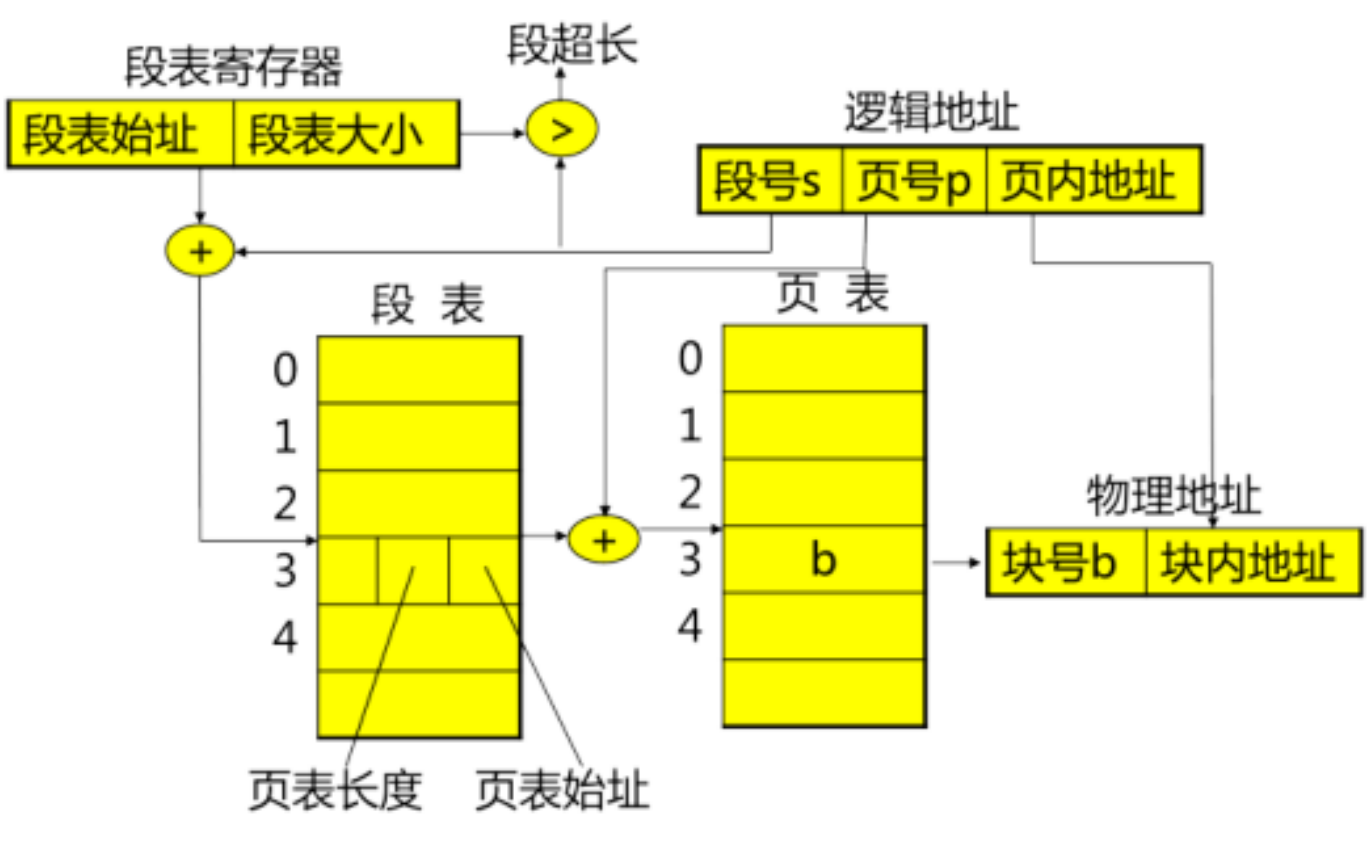 段超长
段表寄存器
段表始址 段表大小 >
逻辑地址
段号s 页号p 页内地址
+
段 表
页 表
0
1
2
3
4
+
0
1
2
3 b
4
物理地址
块号b 块内地址
页表长度 页表始址